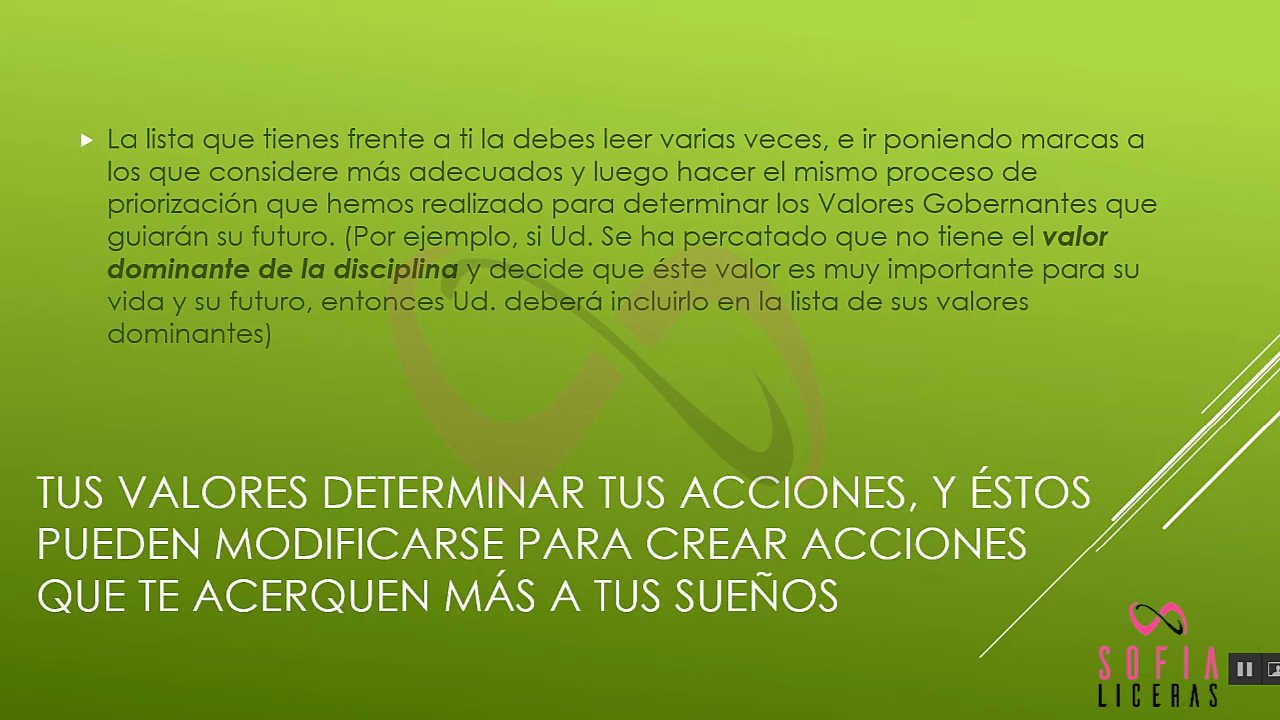 La lista que tienes frente a ti la debes leer varias veces, e ir poniendo marcas a
los que considere más adecuados y luego hacer el mismo proceso de
priorización que hemos realizado para determinar los Valores Gobernantes que
guiarán su futuro. (Por ejemplo, si Ud. Se ha percatado que no tiene el valor
dominante de la disciplina y decide que éste valor es muy importante para su
vida y su futuro, entonces Ud. deberá incluirlo en la lista de sus valores
dominantes)
TUS VALORES DETERMINAR TUS ACCIONES, Y ÉSTOS
PUEDEN MODIFICARSE PARA CREAR ACCIONES
QUE TE ACERQUEN MÁS A TUS SUEÑOS
SOFIA
LICERAS